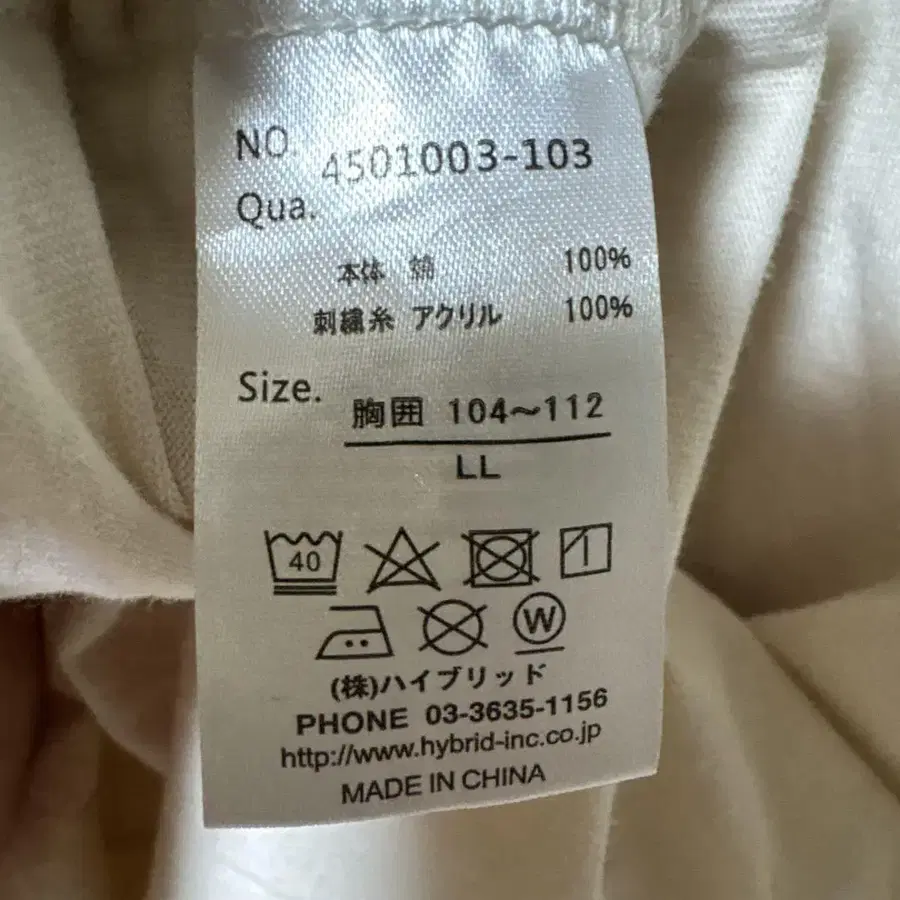 NO. 4501003-103
Qua.
本体 綿 100%
刺繍糸 アクリル 100%
Size.
胸囲 104〜112
LL
40
W
(株)ハイブリッド
PHONE 03-3635-1156
http://www.hybrid-inc.co.jp
MADE IN CHINA